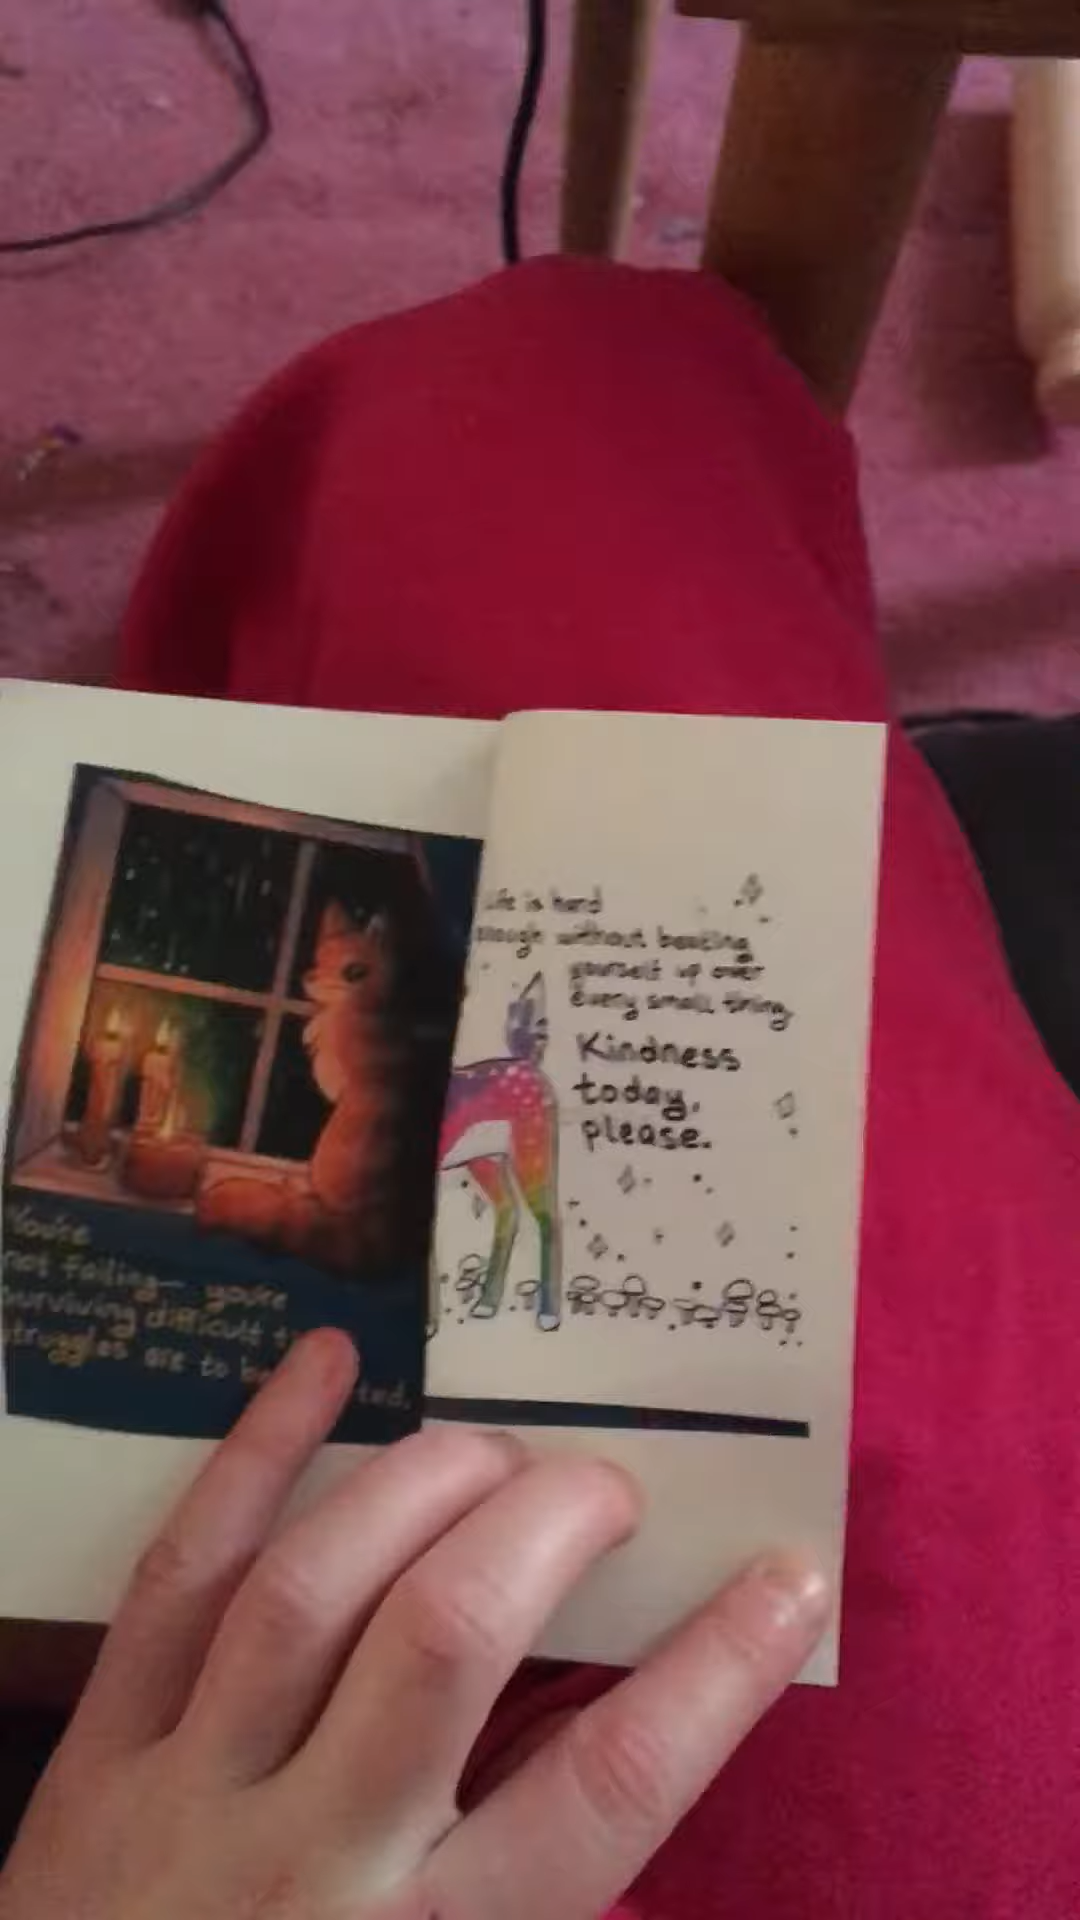 You're
not failing— you're
surviving difficult
struggles are to
Life is hard
enough without beating
yourself up over
every small thing
Kindness
today,
please.